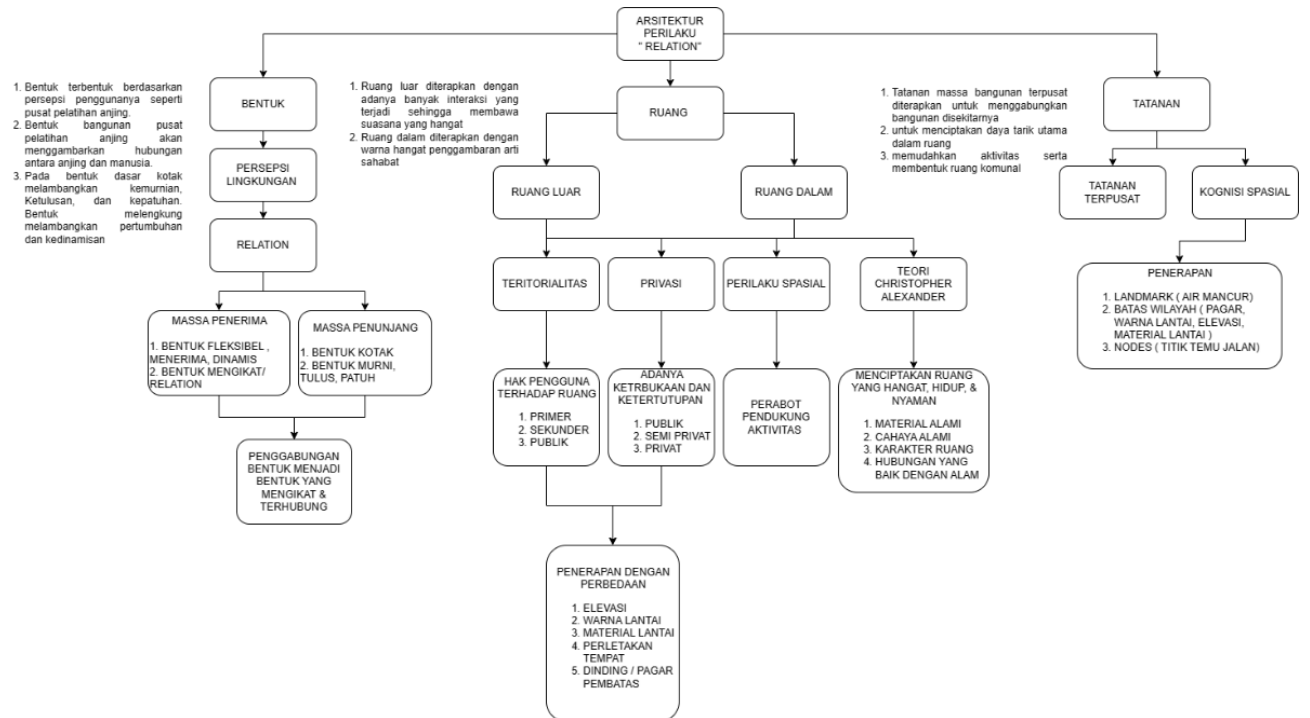 ARSITEKTUR
PERILAKU
" RELATION"
1. Bentuk terbentuk berdasarkan
persepsi penggunanya seperti
pusat pelatihan anjing.
2. Bentuk bangunan pusat
pelatihan anjing akan
menggambarkan hubungan
antara anjing dan manusia.
3. Pada bentuk dasar kotak
melambangkan kemurnian,
Ketulusan, dan kepatuhan.
Bentuk melengkung
melambangkan pertumbuhan
dan kedinamisan
BENTUK
PERSEPSI
LINGKUNGAN
RELATION
MASSA PENERIMA
1. BENTUK FLEKSIBEL ,
MENERIMA, DINAMIS
2. BENTUK MENGIKAT/
RELATION
MASSA PENUNJANG
1. BENTUK KOTAK
2. BENTUK MURNI,
TULUS, PATUH
PENGGABUNGAN
BENTUK MENJADI
BENTUK YANG
MENGIKAT &
TERHUBUNG
1. Ruang luar diterapkan dengan
adanya banyak interaksi yang
terjadi sehingga membawa
suasana yang hangat
2. Ruang dalam diterapkan dengan
warna hangat penggambaran arti
sahabat
RUANG
RUANG LUAR
RUANG DALAM
TERITORIALITAS
PRIVASI
PERILAKU SPASIAL
TEORI
CHRISTOPHER
ALEXANDER
HAK PENGGUNA
TERHADAP RUANG
1. PRIMER
2. SEKUNDER
3. PUBLIK
ADANYA
KETRBUKAAN DAN
KETERTUTUPAN
1. PUBLIK
2. SEMI PRIVAT
3. PRIVAT
PERABOT
PENDUKUNG
AKTIVITAS
MENCIPTAKAN RUANG
YANG HANGAT, HIDUP, &
NYAMAN
1. MATERIAL ALAMI
2. CAHAYA ALAMI
3. KARAKTER RUANG
4. HUBUNGAN YANG
BAIK DENGAN ALAM
PENERAPAN DENGAN
PERBEDAAN
1. ELEVASI
2. WARNA LANTAI
3. MATERIAL LANTAI
4. PERLETAKAN
TEMPAT
5. DINDING / PAGAR
PEMBATAS
1. Tatanan massa bangunan terpusat
diterapkan untuk menggabungkan
bangunan disekitarnya
2. untuk menciptakan daya tarik utama
dalam ruang
3. memudahkan aktivitas serta
membentuk ruang komunal
TATANAN
TATANAN
TERPUSAT
KOGNISI SPASIAL
PENERAPAN
1. LANDMARK ( AIR MANCUR)
2. BATAS WILAYAH ( PAGAR,
WARNA LANTAI, ELEVASI,
MATERIAL LANTAI )
3. NODES ( TITIK TEMU JALAN)